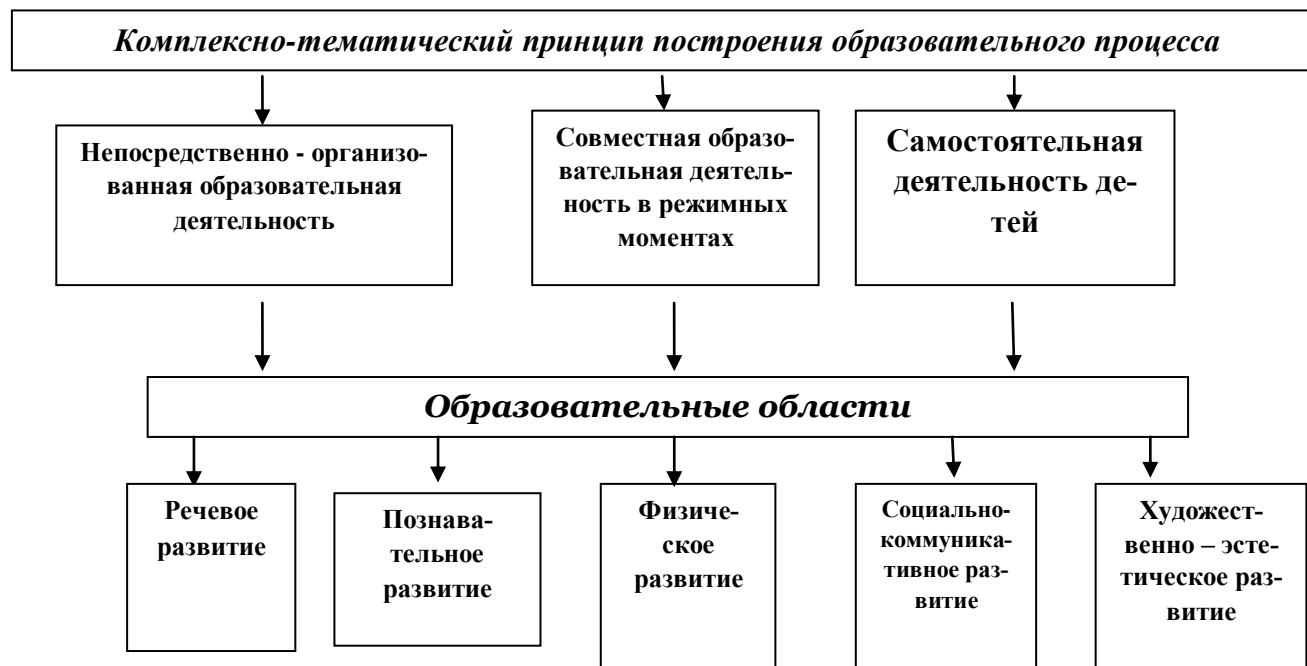 Комплексно-тематический принцип построения образовательного процесса
Непосредственно - организо-
ванная образовательная
деятельность
Совместная образо-
вательная деятель-
ность в режимных
моментах
Самостоятельная
деятельность де-
тей
Образовательные области
Речевое
развитие
Познава-
тельное
развитие
Физиче-
ское
развитие
Социально-
коммуника-
тивное раз-
витие
Художест-
венно – эсте-
тическое раз-
витие